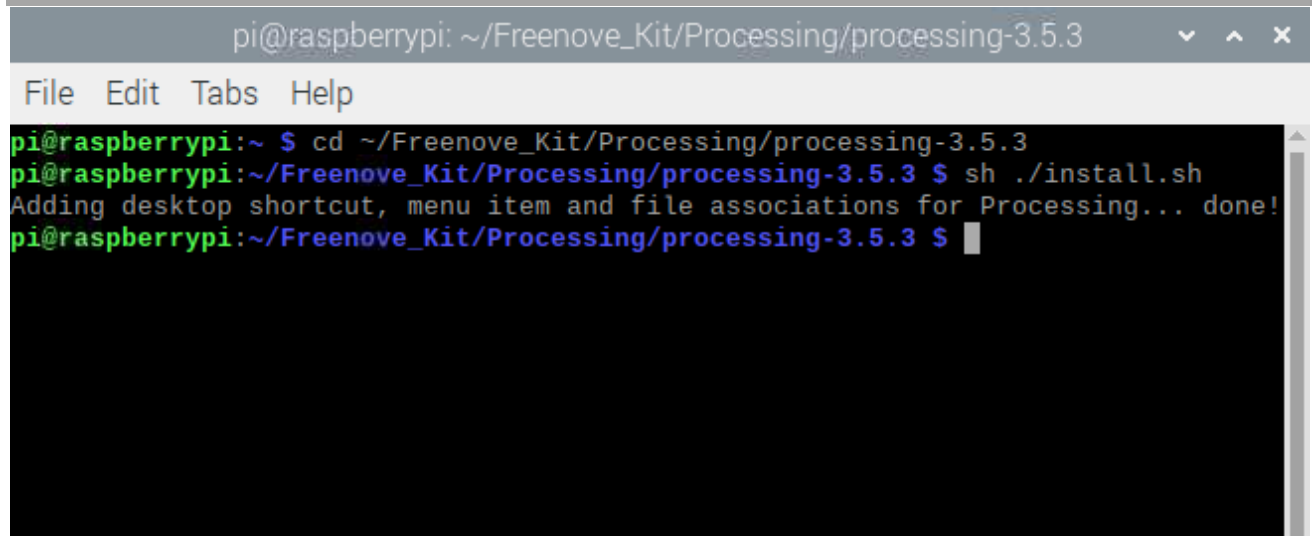 pi@raspberrypi: ~/Freenove_Kit/Processing/processing-3.5.3
File Edit Tabs Help
pi@raspberrypi:~ $ cd ~/Freenove_Kit/Processing/processing-3.5.3
pi@raspberrypi:~/Freenove_Kit/Processing/processing-3.5.3 $ sh ./install.sh
Adding desktop shortcut, menu item and file associations for Processing... done!
pi@raspberrypi:~/Freenove_Kit/Processing/processing-3.5.3 $